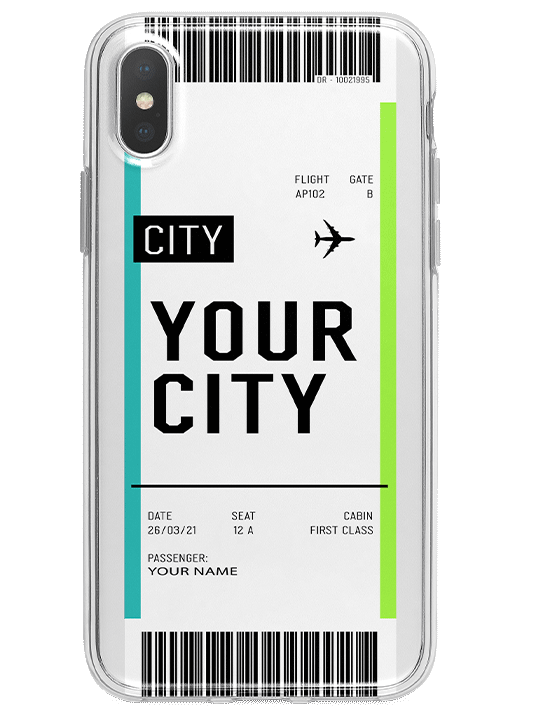 DR - 10021995
FLIGHT GATE
AP102 B
CITY
YOUR
CITY
DATE SEAT CABIN
26/03/21 12 A FIRST CLASS
PASSENGER:
YOUR NAME